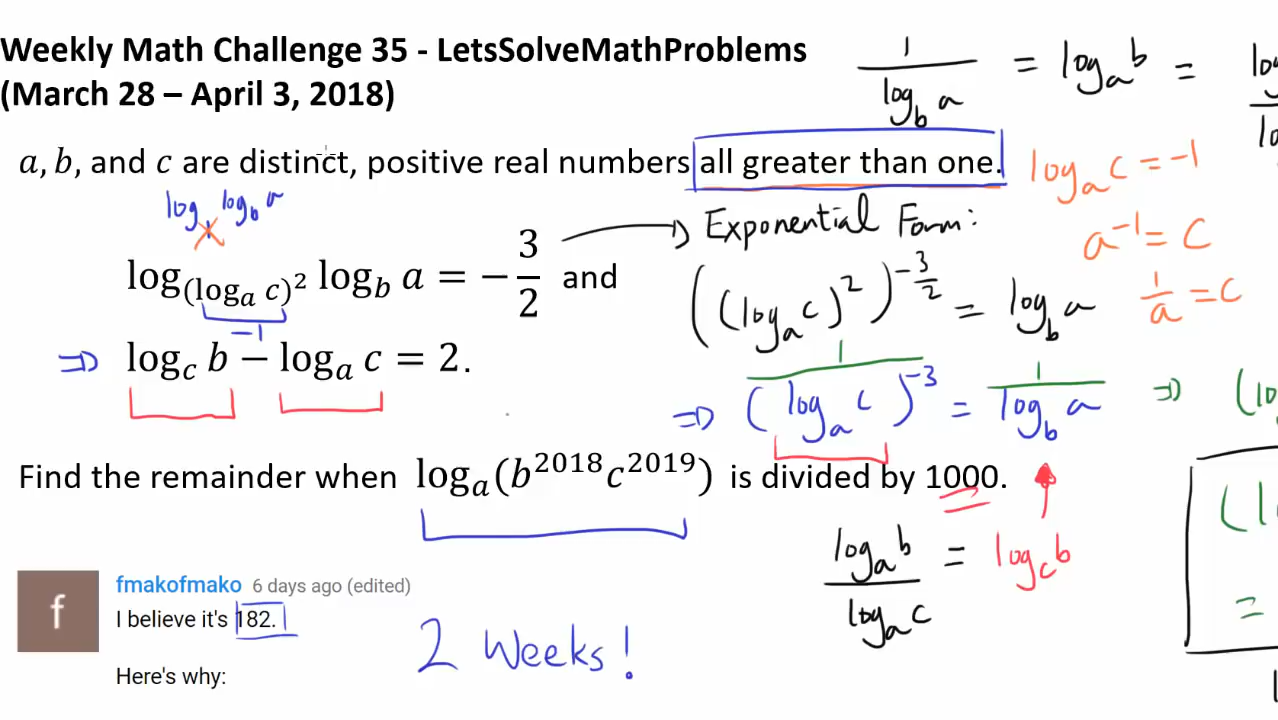 Weekly Math Challenge 35 - LetsSolveMathProblems
(March 28 – April 3, 2018)
1 / log_b a = log_a b =
a, b, and c are distinct, positive real numbers all greater than one.
log_a c = -1
log log_b a
Exponential Form:
a^-1 = c
log_(log_a c)^2 log_b a = −3/2 and
((log_a c)^2)^-3/2 = log_b a
1/a = c
-1
⇒ log_c b − log_a c = 2.
1 1
⇒ (log_a c)^-3 = log_b a ⇒
Find the remainder when log_a(b^2018 c^2019) is divided by 1000.
log_a b / log_a c = log_c b
=
fmakofmako 6 days ago (edited)
I believe it's 182.
2 Weeks!
Here's why: